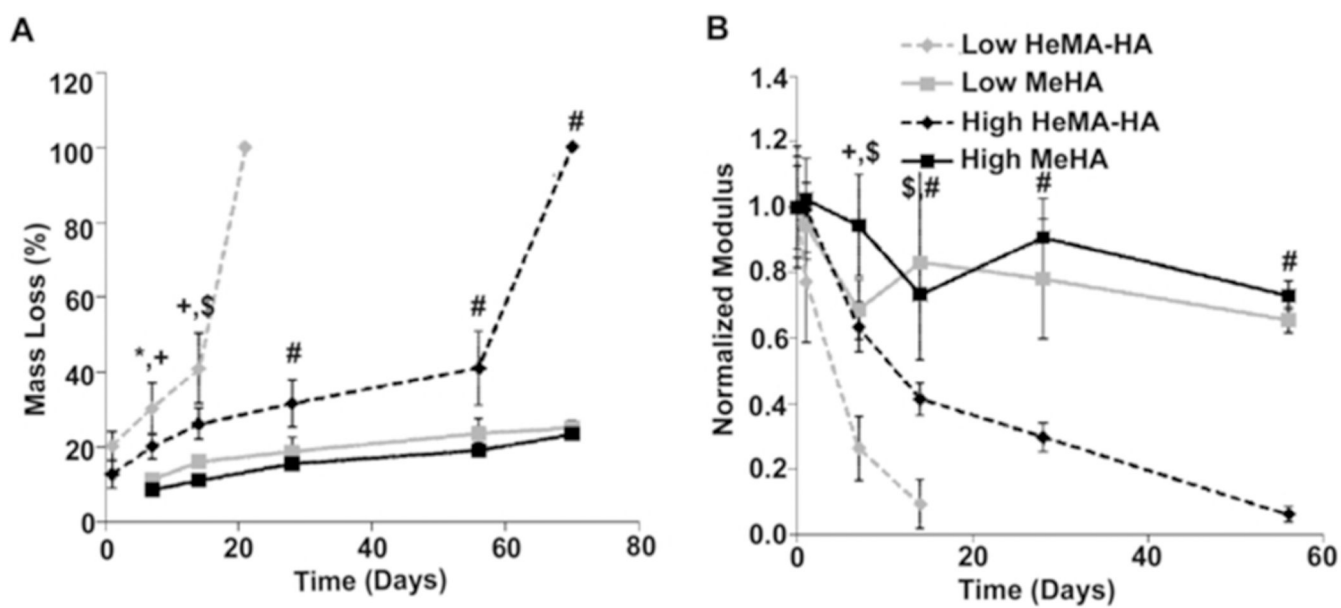 A
120
100
80
60
40
20
0
Mass Loss (%)
*,+
+,$
#
#
#
0 20 40 60 80
Time (Days)
B
Low HeMA-HA
Low MeHA
High HeMA-HA
High MeHA
1.4
1.2
1.0
0.8
0.6
0.4
0.2
0.0
Normalized Modulus
+,$
$,#
#
#
0 20 40 60
Time (Days)